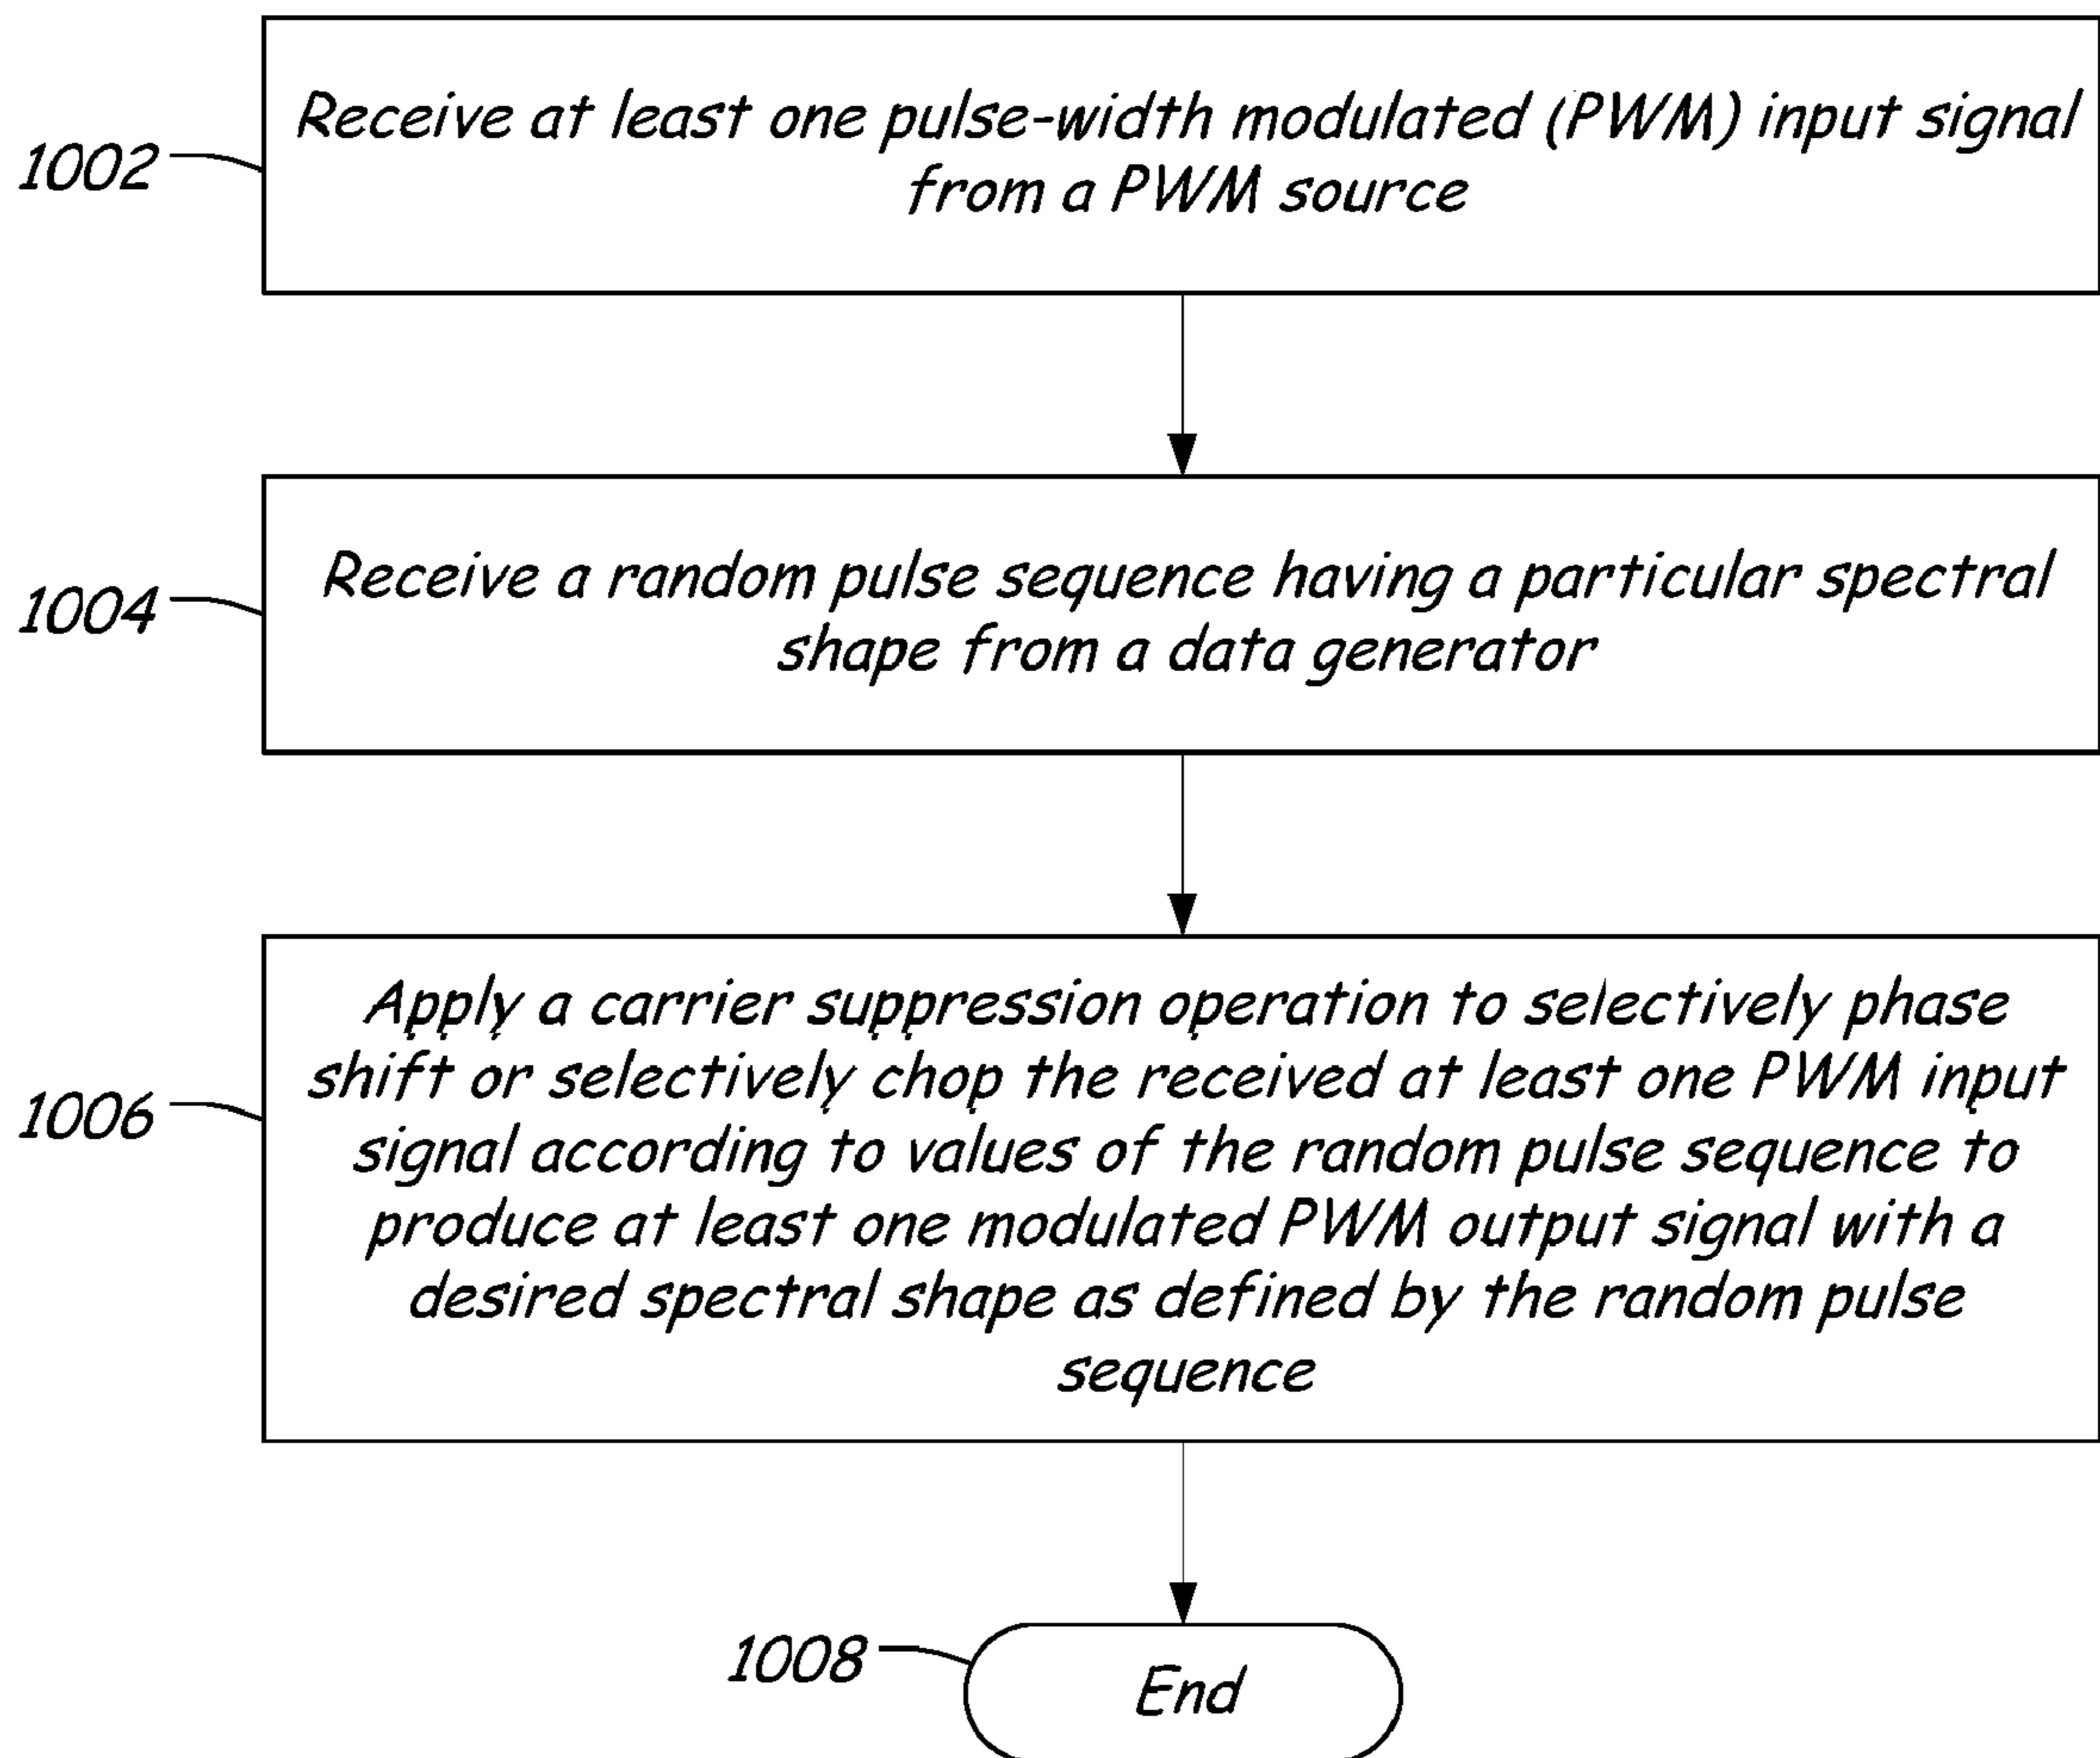 Receive at least one pulse-width modulated (PWM) input signal
from a PWM source
1002
Receive a random pulse sequence having a particular spectral
shape from a data generator
1004
Apply a carrier suppression operation to selectively phase
shift or selectively chop the received at least one PWM input
signal according to values of the random pulse sequence to
produce at least one modulated PWM output signal with a
desired spectral shape as defined by the random pulse
sequence
1006
1008
End